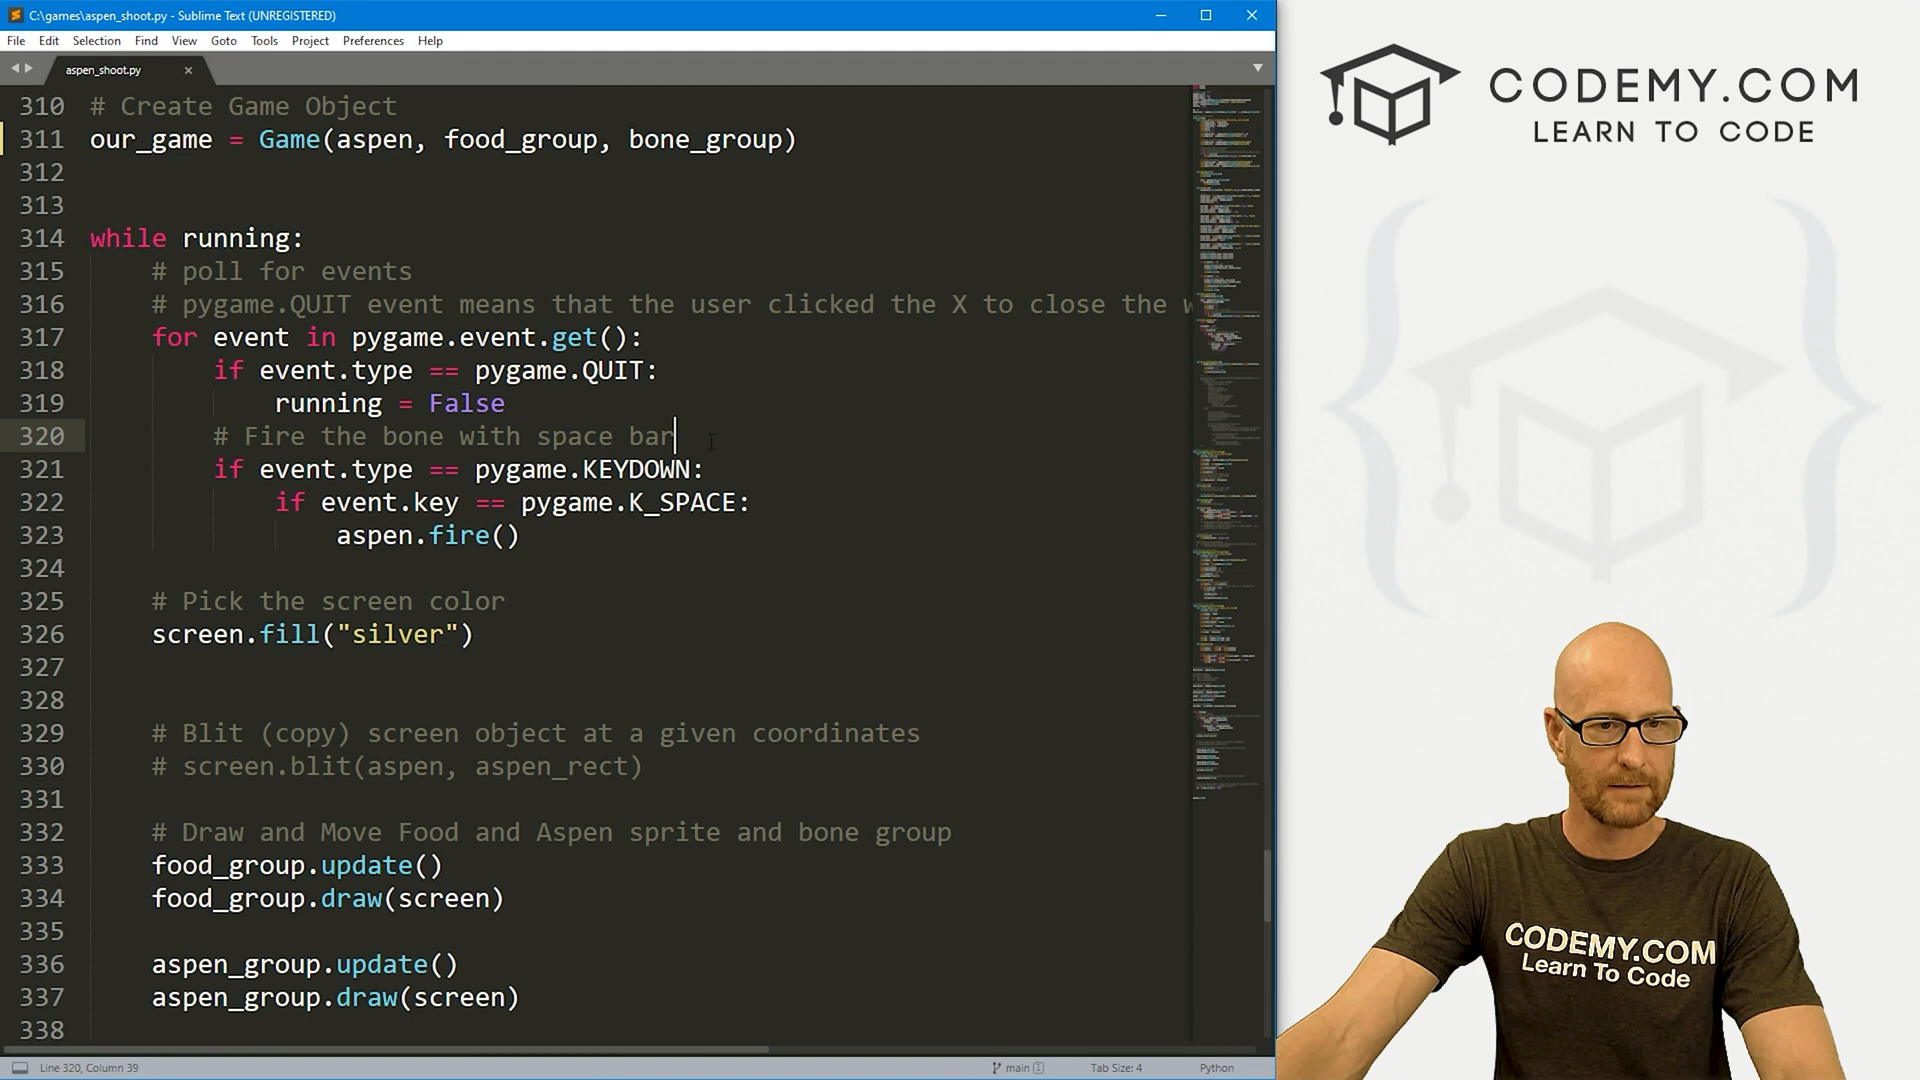 C:\games\aspen_shoot.py - Sublime Text (UNREGISTERED)
File Edit Selection Find View Goto Tools Project Preferences Help
aspen_shoot.py
310 # Create Game Object
311 our_game = Game(aspen, food_group, bone_group)
312
313
314 while running:
315 # poll for events
316 # pygame.QUIT event means that the user clicked the X to close the w
317 for event in pygame.event.get():
318 if event.type == pygame.QUIT:
319 running = False
320 # Fire the bone with space bar
321 if event.type == pygame.KEYDOWN:
322 if event.key == pygame.K_SPACE:
323 aspen.fire()
324
325 # Pick the screen color
326 screen.fill("silver")
327
328
329 # Blit (copy) screen object at a given coordinates
330 # screen.blit(aspen, aspen_rect)
331
332 # Draw and Move Food and Aspen sprite and bone group
333 food_group.update()
334 food_group.draw(screen)
335
336 aspen_group.update()
337 aspen_group.draw(screen)
338
Line 320, Column 39
main 1
Tab Size: 4
Python
CODEMY.COM
LEARN TO CODE
CODEMY.COM
Learn To Code